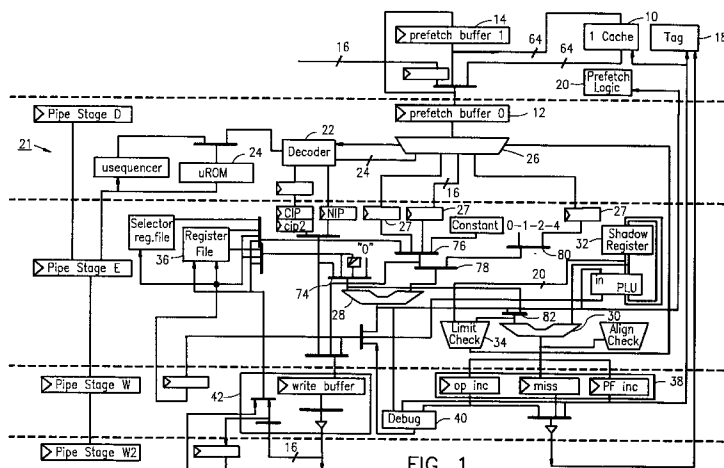 prefetch buffer 1
14
10
1 Cache
Tag
18
16
64
64
20
Prefetch
Logic
Pipe Stage D
prefetch buffer 0
12
21
22
Decoder
24
usequencer
uROM
24
26
16
CIP
cip2
NIP
27
27
27
Constant
0-1-2-4
Selector
reg.file
Register
File
36
"0"
76
78
80
32
Shadow
Register
Pipe Stage E
74
28
20
in
PLU
82
30
Limit
Check
34
Align
Check
Pipe Stage W
42
write buffer
op inc
miss
PF inc
38
Debug
40
Pipe Stage W2
16
FIG. 1